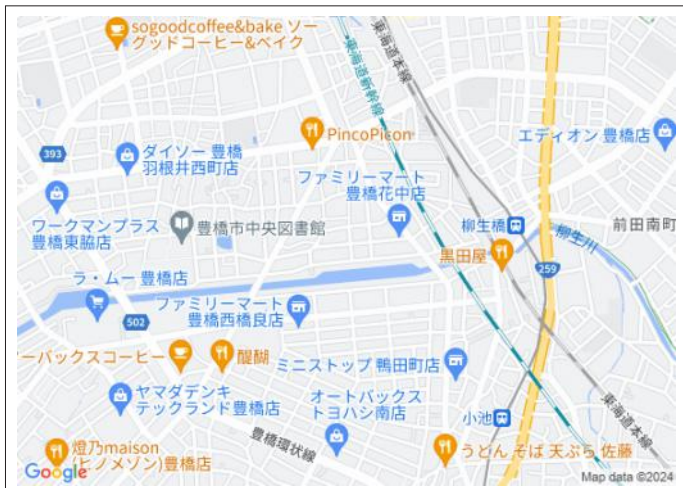 sogoodcoffee&bake ソー
グッドコーヒー&ベイク
東海道新幹線
東海道本線
PincoPicon
エディオン 豊橋店
393
ダイソー 豊橋
羽根井西町店
ファミリーマート
豊橋花中店
ワークマンプラス
豊橋東脇店
豊橋市中央図書館
柳生橋
前田南町
柳生川
黒田屋
259
ラ・ムー 豊橋店
502
ファミリーマート
豊橋西橋良店
ーバックスコーヒー
醍醐
ミニストップ 鴨田町店
ヤマダデンキ
テックランド豊橋店
オートバックス
トヨハシ南店
小池
東海道本線
豊橋環状線
燈乃maison
(ヒノメゾン)豊橋店
うどん そば 天ぷら 佐藤
Google
Map data ©2024